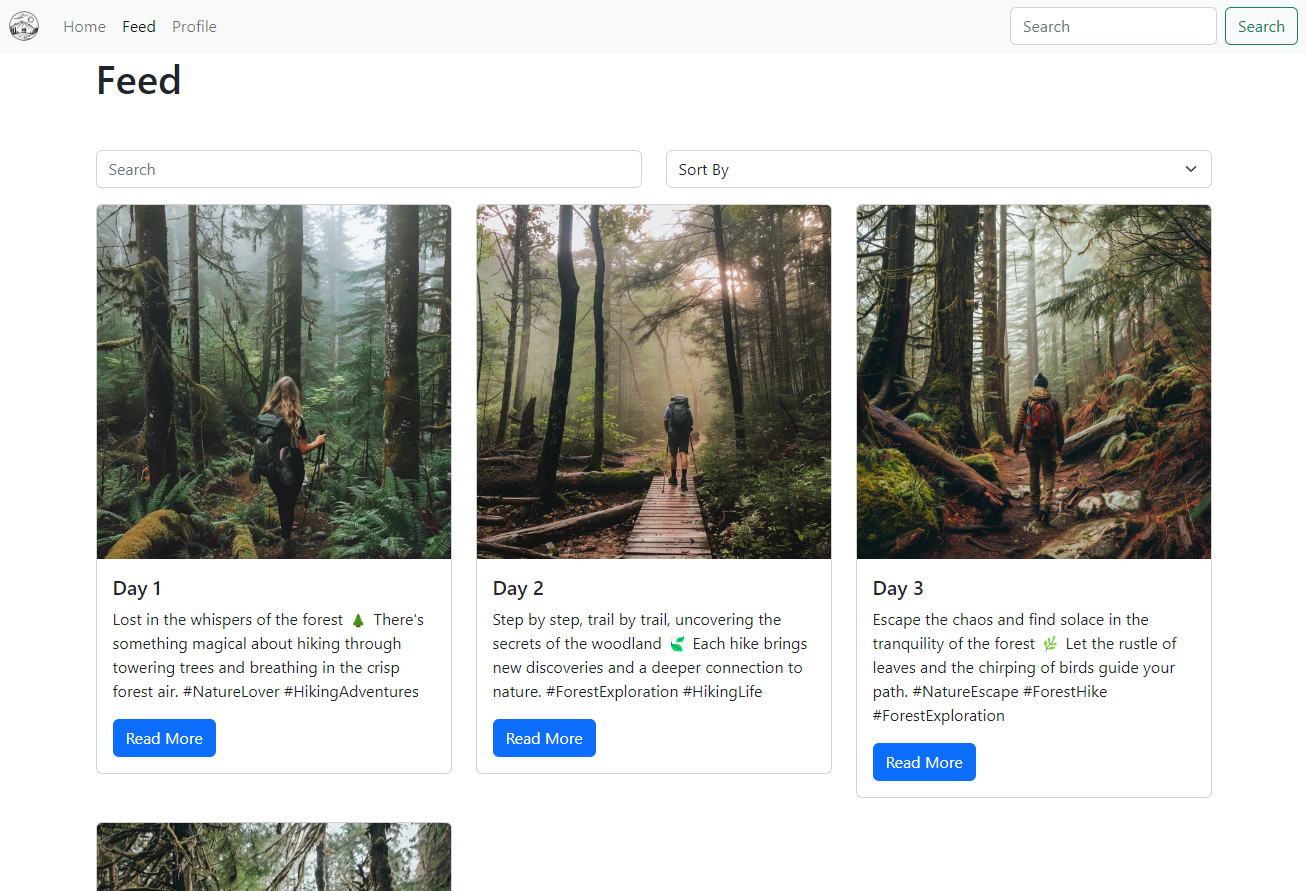 Home Feed Profile Search Search
Feed
Search Sort By
Day 1
Lost in the whispers of the forest 🌲 There's
something magical about hiking through
towering trees and breathing in the crisp
forest air. #NatureLover #HikingAdventures
Read More
Day 2
Step by step, trail by trail, uncovering the
secrets of the woodland 🍃 Each hike brings
new discoveries and a deeper connection to
nature. #ForestExploration #HikingLife
Read More
Day 3
Escape the chaos and find solace in the
tranquility of the forest 🌿 Let the rustle of
leaves and the chirping of birds guide your
path. #NatureEscape #ForestHike
#ForestExploration
Read More